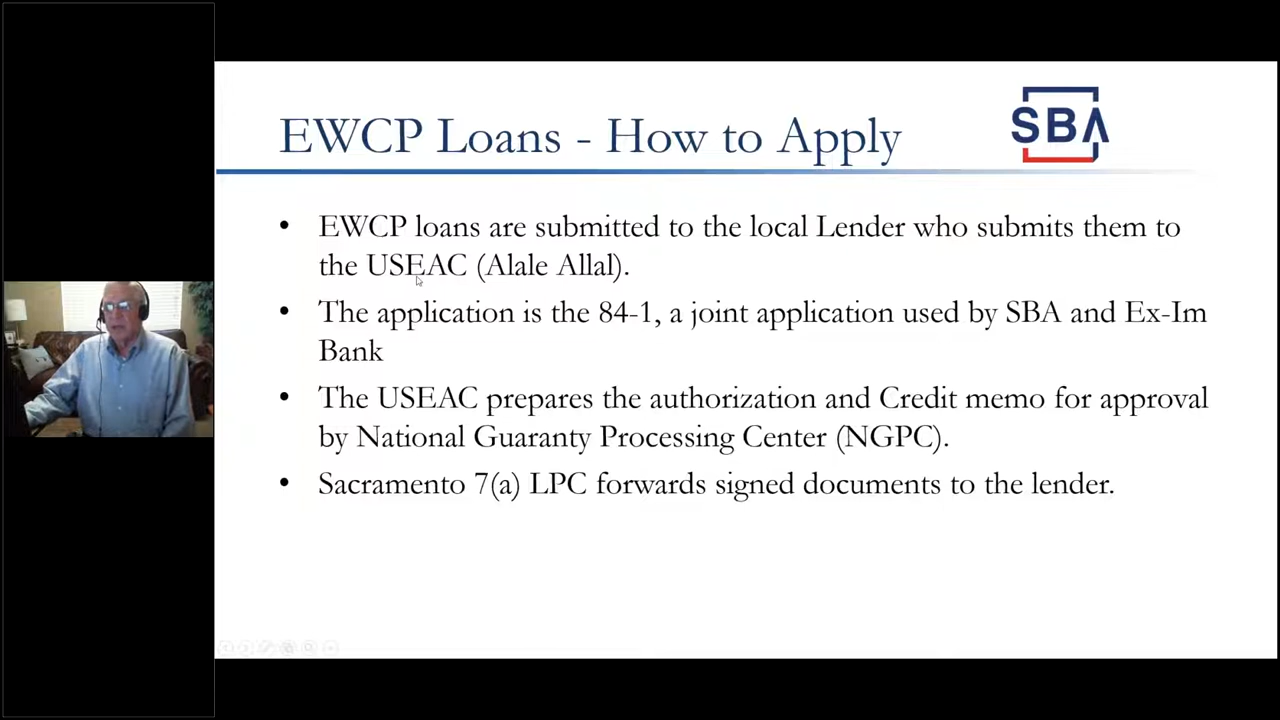 EWCP Loans - How to Apply
SBA
• EWCP loans are submitted to the local Lender who submits them to
the USEAC (Alale Allal).
• The application is the 84-1, a joint application used by SBA and Ex-Im
Bank
• The USEAC prepares the authorization and Credit memo for approval
by National Guaranty Processing Center (NGPC).
• Sacramento 7(a) LPC forwards signed documents to the lender.